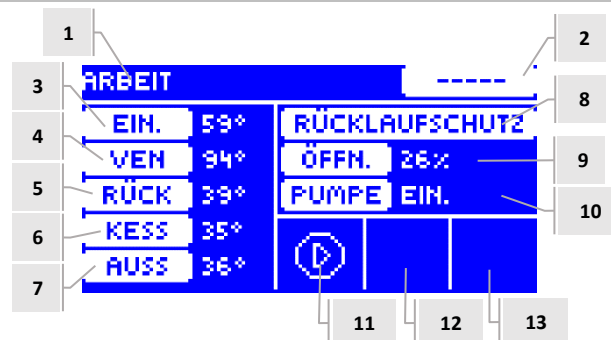 1
2
ARBEIT -----
3
EIN. 59°
RÜCKLAUFSCHUTZ
8
4
VEN 94°
ÖFFN. 26%
9
5
RÜCK 39°
PUMPE EIN.
10
6
KESS 35°
7
AUSS 36°
11
12
13